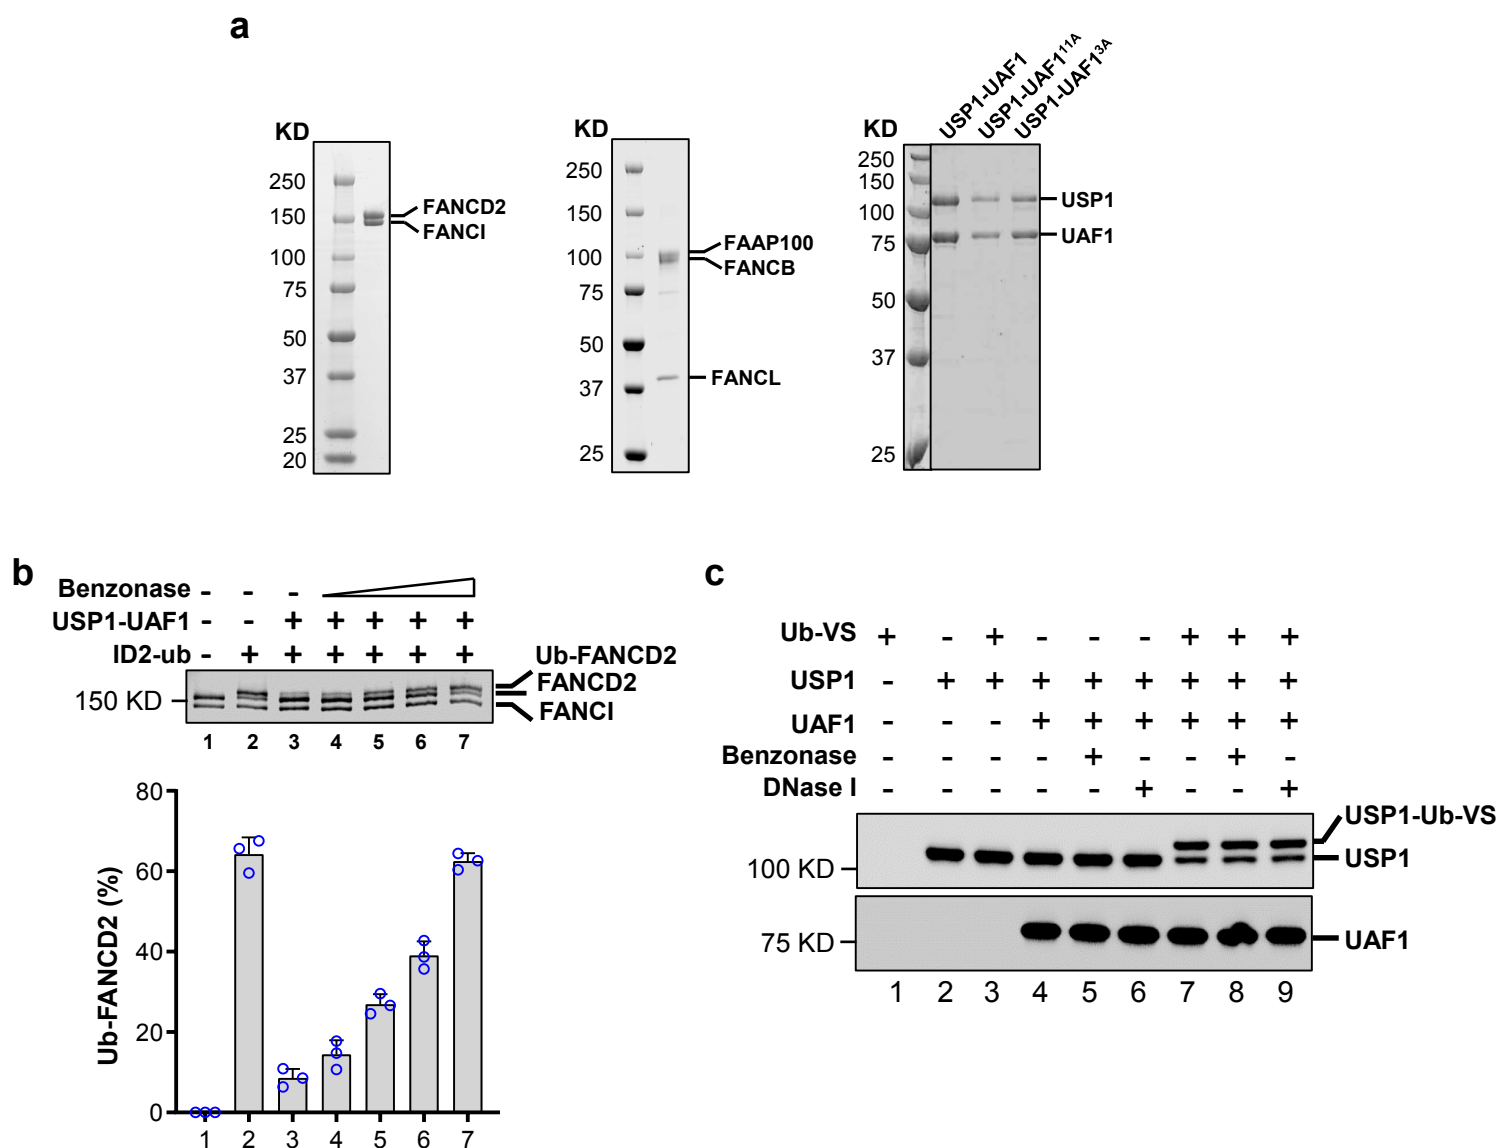 a
KD
250
150
100
75
50
37
25
20
FANCD2
FANCI
KD
250
150
100
75
50
37
25
FAAP100
FANCB
FANCL
KD
250
150
100
75
50
37
25
USP1-UAF1
USP1-UAF1¹¹ᴬ
USP1-UAF1³ᴬ
USP1
UAF1
b
Benzonase - - -
USP1-UAF1 - - + + + + +
ID2-ub - + + + + + +
150 KD
Ub-FANCD2
FANCD2
FANCI
1 2 3 4 5 6 7
Ub-FANCD2 (%)
80
60
40
20
0
1 2 3 4 5 6 7
c
Ub-VS + - + - - - + + +
USP1 - + + + + + + + +
UAF1 - - - + + + + + +
Benzonase - - - - + - - + -
DNase I - - - - - + - - +
100 KD
USP1-Ub-VS
USP1
75 KD
UAF1
1 2 3 4 5 6 7 8 9